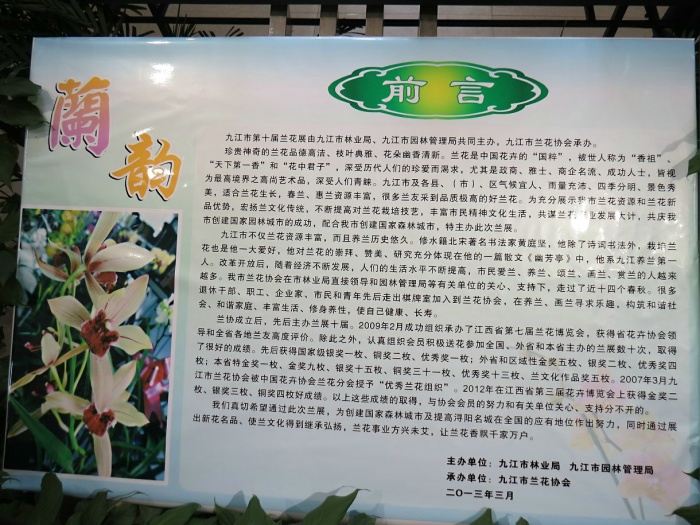 蘭韵
前言
九江市第十届兰花展由九江市林业局、九江市园林管理局共同主办，九江市兰花协会承办。
珍贵神奇的兰花品德高洁、枝叶典雅、花朵幽香清新。兰花是中国花卉的“国粹”，被世人称为“香祖”、
“天下第一香”和“花中君子”，深受历代人们的珍爱而渴求，尤其是政商、雅士、商企名流、成功人士，皆视
为最高境界之高尚艺术品，深受人们青睐。九江市及各县、（市）、区气候宜人、雨量充沛、四季分明、景色秀
美，适合兰花生长，春兰、惠兰资源丰富，很多兰友采到品质极高的好兰花。为充分展示我市兰花资源和兰花新
品优势，宏扬兰花文化传统，不断提高对兰花栽培技艺，丰富市民精神文化生活，共谋兰花事业发展大计，共庆我
市创建国家园林城市的成功，配合我市创建国家森林城市，特主办此次兰展。
九江市不仅兰花资源丰富，而且养兰历史悠久。修水籍北宋著名书法家黄庭坚，他除了诗词书法外，栽培兰
花也是他一大爱好，他对兰花的崇拜、赞美、研究充分体现在他的一篇散文《幽芳亭》中，他系九江养兰第一
人。改革开放后，随着经济不断发展，人们的生活水平不断提高，市民爱兰、养兰、颂兰、画兰、赏兰的人越来
越多。我市兰花协会在市林业局直接领导和园林管理局等有关单位的关心、支持下，走过了近十四个春秋。很多
退休干部、职工、企业家、市民和青年先后走出棋牌室加入到兰花协会，在养兰、画兰寻求乐趣，构筑和谐社
会、和谐家庭、丰富生活、修身养性，使自己健康、长寿。
兰协成立后，先后主办兰展十届。2009年2月成功组织承办了江西省第七届兰花博览会，获得省花卉协会领
导和全省各地兰友高度评价。除此之外，认真组织会员积极送花参加全国、外省和本省主办的兰展数十次，取得
了很好的成绩。先后获得国家级银奖一枚、铜奖二枚、优秀奖一枚；外省和区域性金奖五枚、银奖二枚、优秀奖四
枚；本省特金奖一枚、金奖九枚、银奖十五枚、铜奖三十一枚、优秀奖十三枚、兰文化作品奖五枚。2007年3月九
江市兰花协会被中国花卉协会兰花分会授予“优秀兰花组织”。2012年在江西省第三届花卉博览会上获得金奖二
枚、银奖三枚、铜奖四枚好成绩。以上这些成绩的取得，与协会会员的努力和有关单位关心、支持分不开的。
我们真切希望通过此次兰展，为创建国家森林城市及提高浔阳名城在全国的应有地位作出努力，同时通过展
出新花名品、使兰文化得到继承弘扬，兰花事业方兴未艾，让兰花香飘千家万户。
主办单位：九江市林业局 九江市园林管理局
承办单位：九江市兰花协会
二〇一三年三月